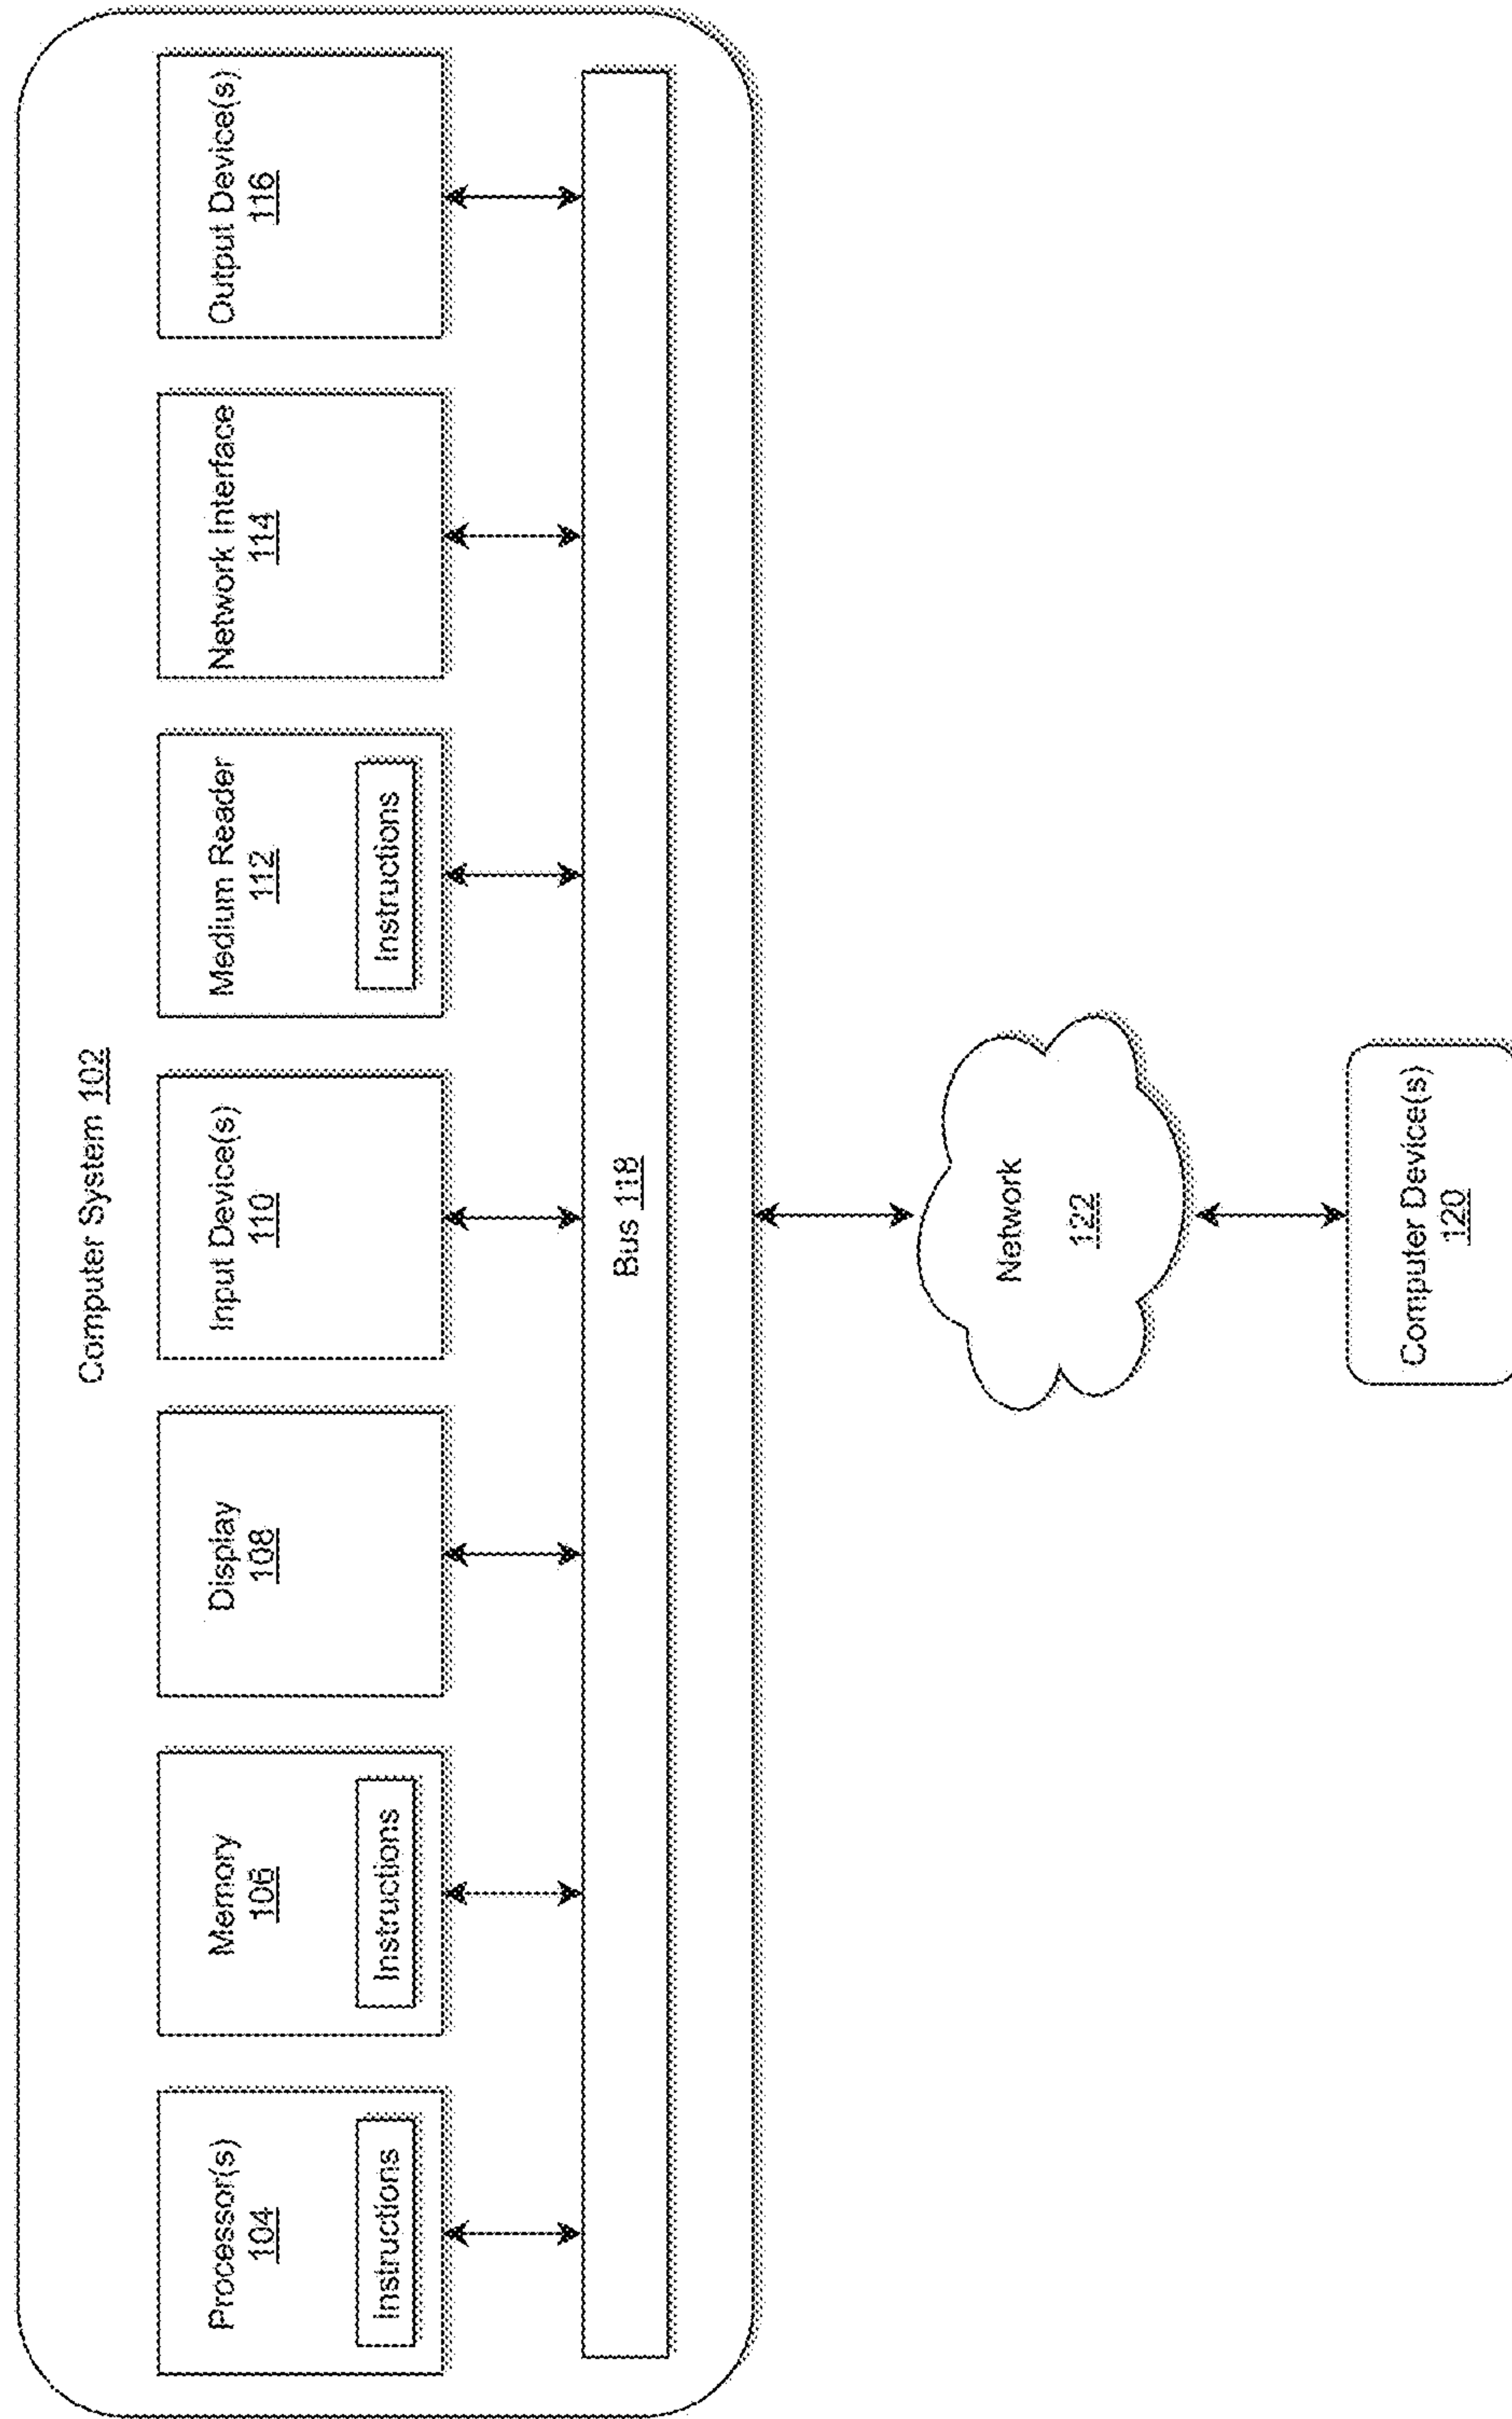 Computer System 102
Processor(s)
104
Instructions
Memory
106
Instructions
Display
108
Input Device(s)
110
Medium Reader
112
Instructions
Network Interface
114
Output Device(s)
116
Bus 118
Network
122
Computer Device(s)
120